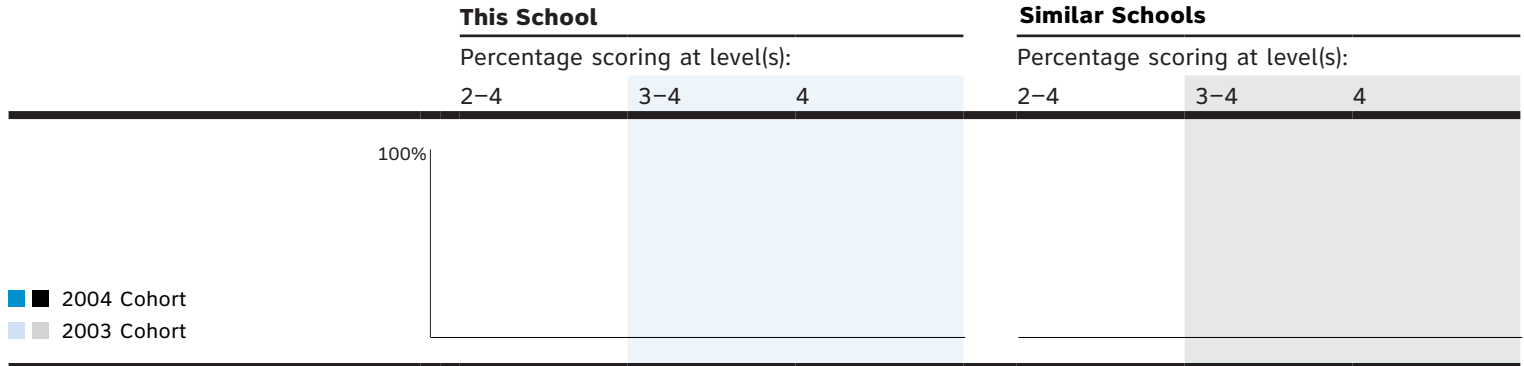 This School
Similar Schools
Percentage scoring at level(s):
Percentage scoring at level(s):
2–4 3–4 4
2–4 3–4 4
100%
2004 Cohort
2003 Cohort